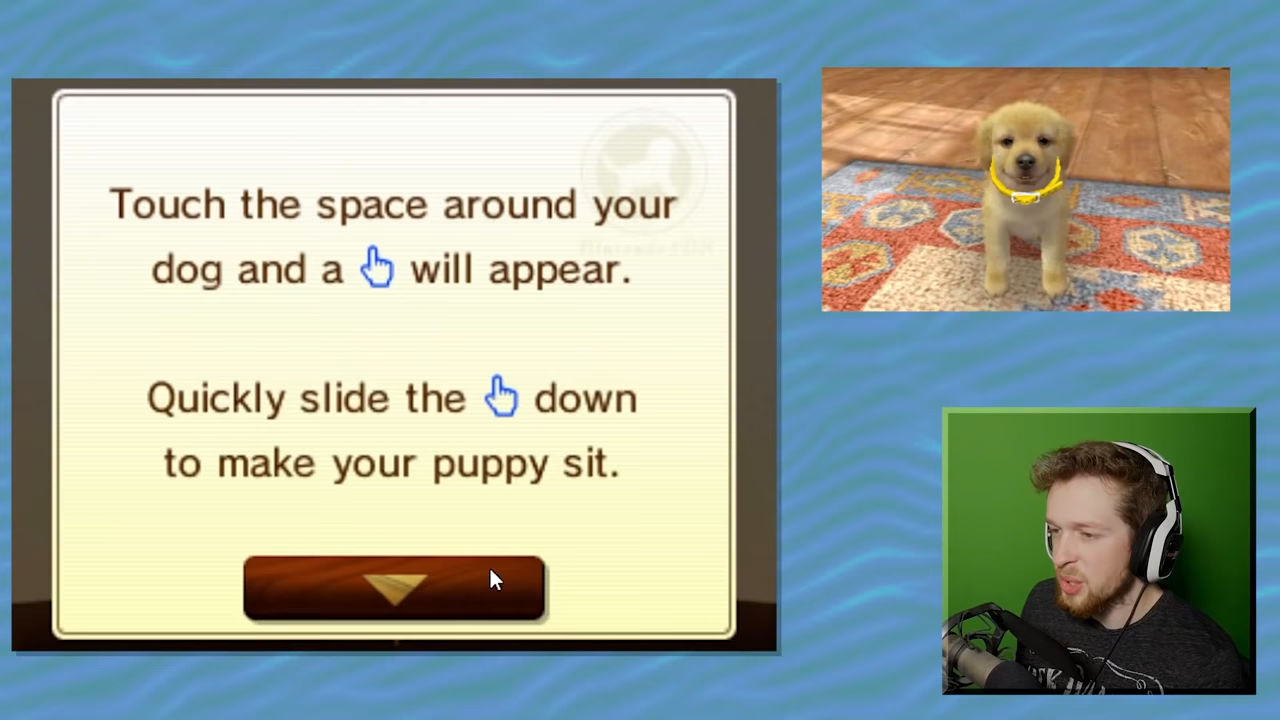 Touch the space around your
dog and a will appear.
Quickly slide the down
to make your puppy sit.